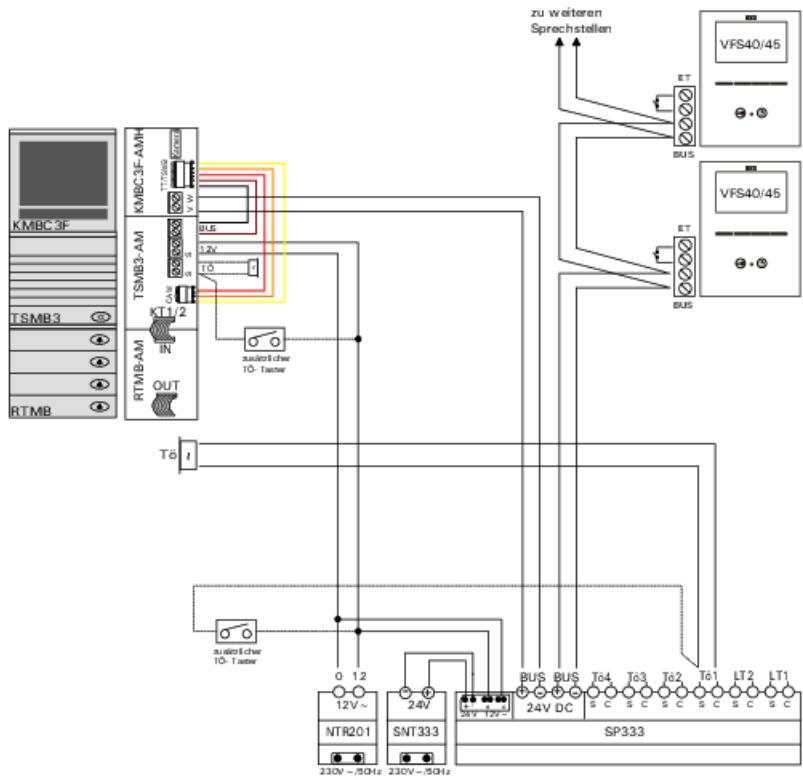 zu weiteren
Sprechstellen
VFS40/45
ET
BUS
VFS40/45
ET
BUS
KMBC3F
TSMB3
RTMB
KMBC3F-AMH
Kamera
TT/TSMB
V W
TSMB3-AM
BUS
12V
TÖ
S
S
CAW
KT1/2
IN
RTMB-AM
OUT
zusätzlicher
TÖ- Taster
Tö
~
zusätzlicher
TÖ- Taster
0 12
12V ~
NTR201
230V ~/50Hz
- +
24V
SNT333
230V ~/50Hz
24V 12V ~
BUS BUS Tö4 Tö3 Tö2 Tö1 LT2 LT1
+ - + - S C S C S C S C S C S C
24V DC
SP333